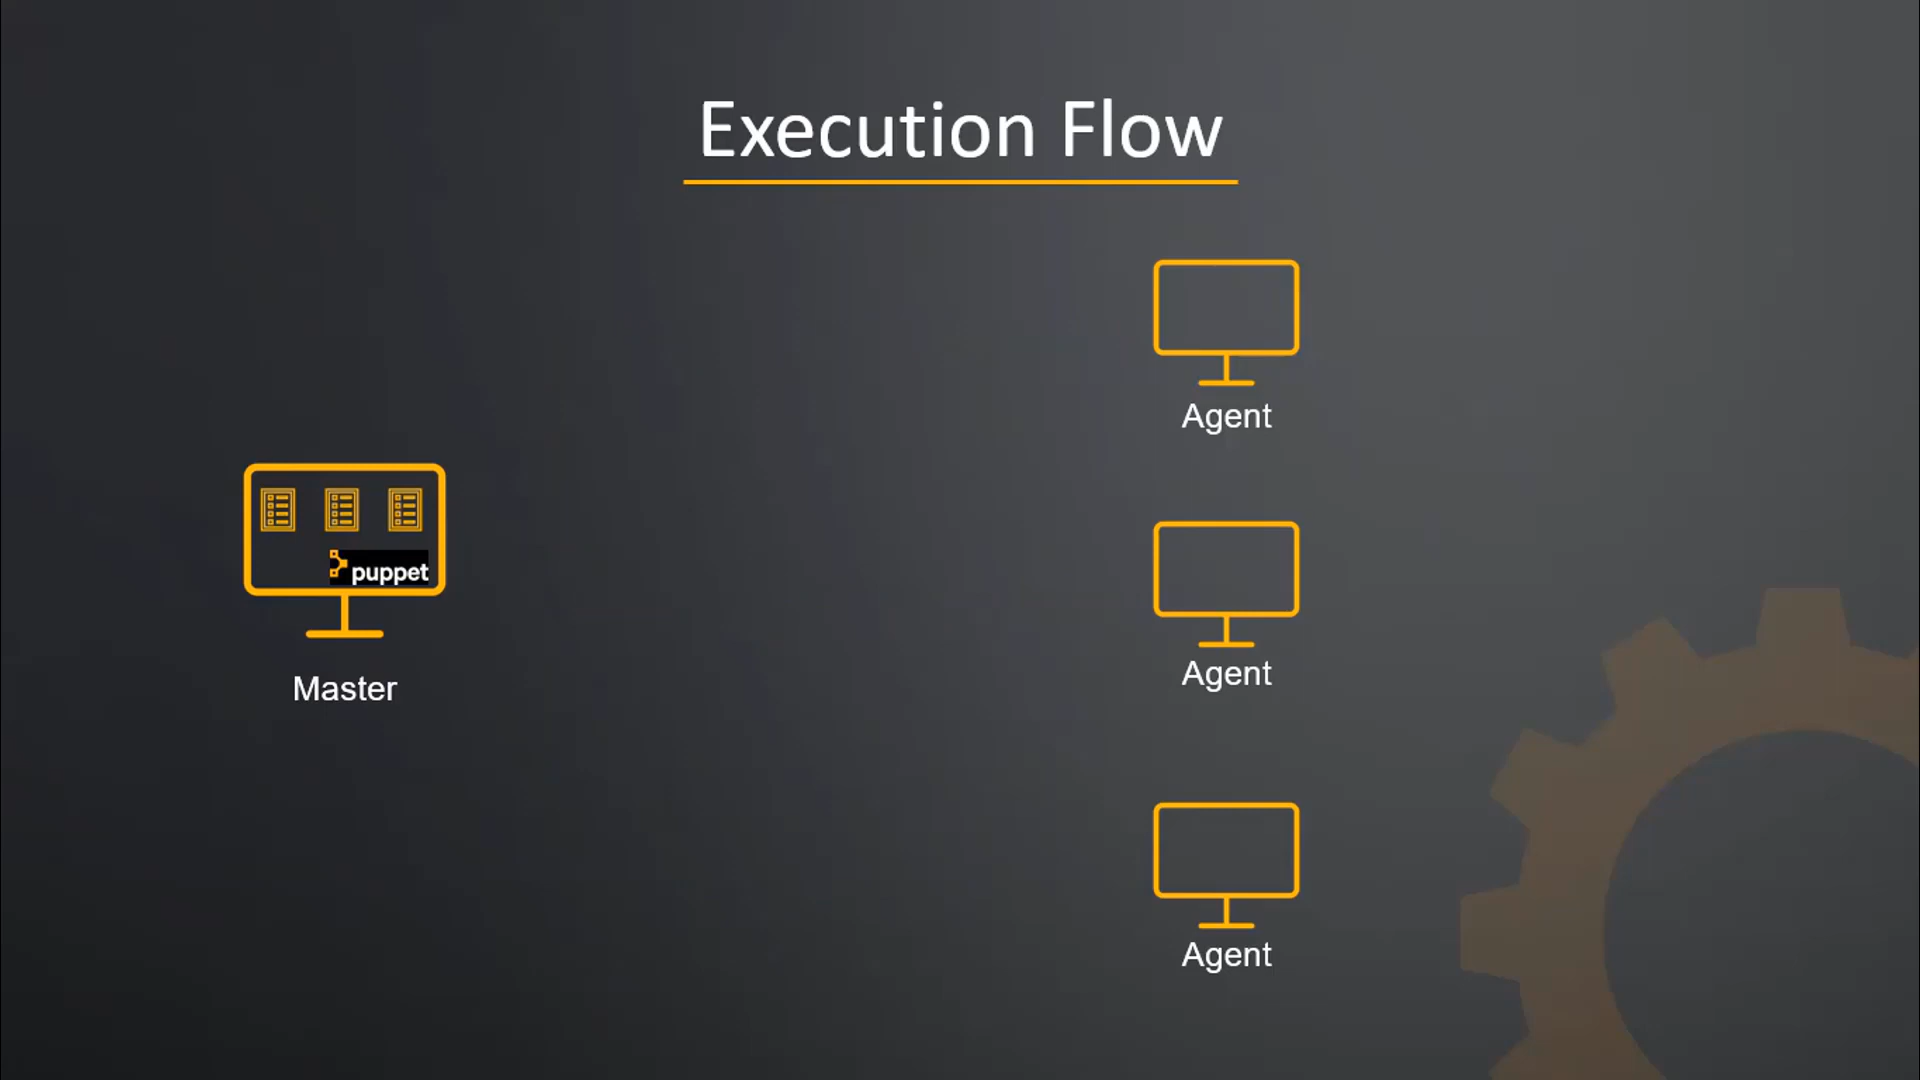 Execution Flow
Agent
puppet
Master
Agent
Agent